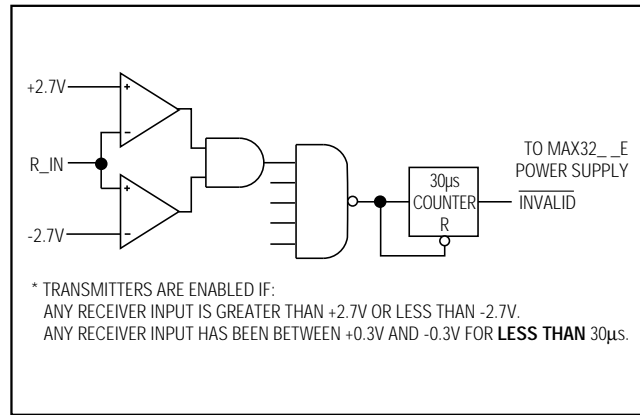 +2.7V
R_IN
-2.7V
+
-
+
-
30µs
COUNTER
R
TO MAX32_ _E
POWER SUPPLY
INVALID
* TRANSMITTERS ARE ENABLED IF:
ANY RECEIVER INPUT IS GREATER THAN +2.7V OR LESS THAN -2.7V.
ANY RECEIVER INPUT HAS BEEN BETWEEN +0.3V AND -0.3V FOR LESS THAN 30µs.